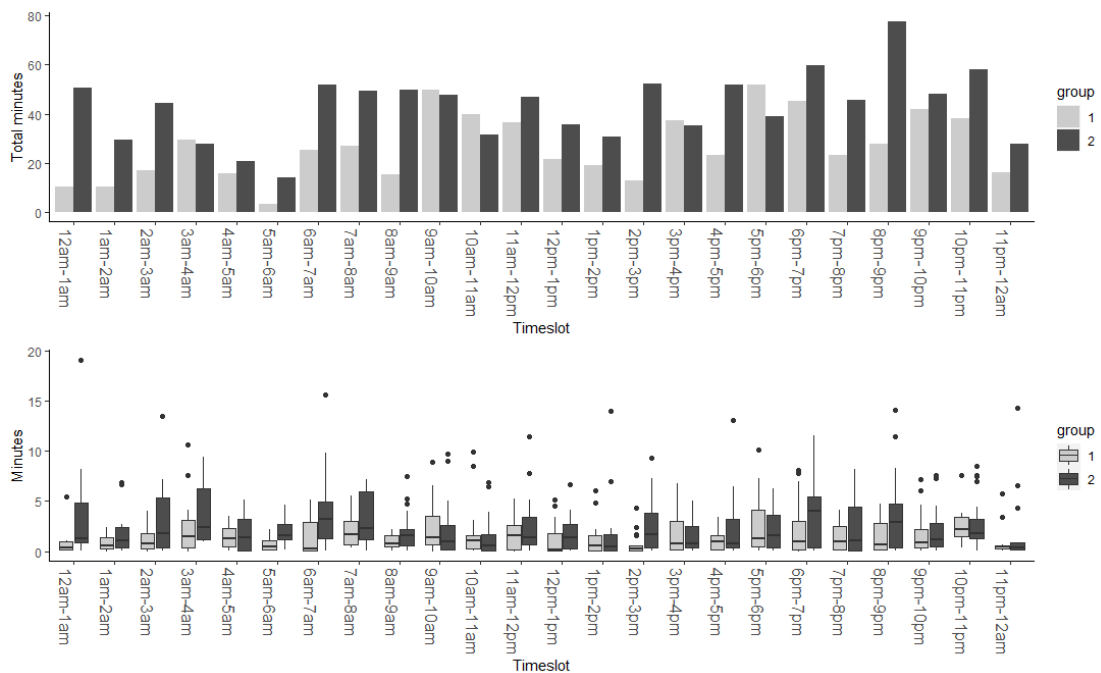 80
60
40
20
0
Total minutes
12am-1am
1am-2am
2am-3am
3am-4am
4am-5am
5am-6am
6am-7am
7am-8am
8am-9am
9am-10am
10am-11am
11am-12pm
12pm-1pm
1pm-2pm
2pm-3pm
3pm-4pm
4pm-5pm
5pm-6pm
6pm-7pm
7pm-8pm
8pm-9pm
9pm-10pm
10pm-11pm
11pm-12am
Timeslot
group
1
2
20
15
10
5
0
Minutes
12am-1am
1am-2am
2am-3am
3am-4am
4am-5am
5am-6am
6am-7am
7am-8am
8am-9am
9am-10am
10am-11am
11am-12pm
12pm-1pm
1pm-2pm
2pm-3pm
3pm-4pm
4pm-5pm
5pm-6pm
6pm-7pm
7pm-8pm
8pm-9pm
9pm-10pm
10pm-11pm
11pm-12am
Timeslot
group
1
2